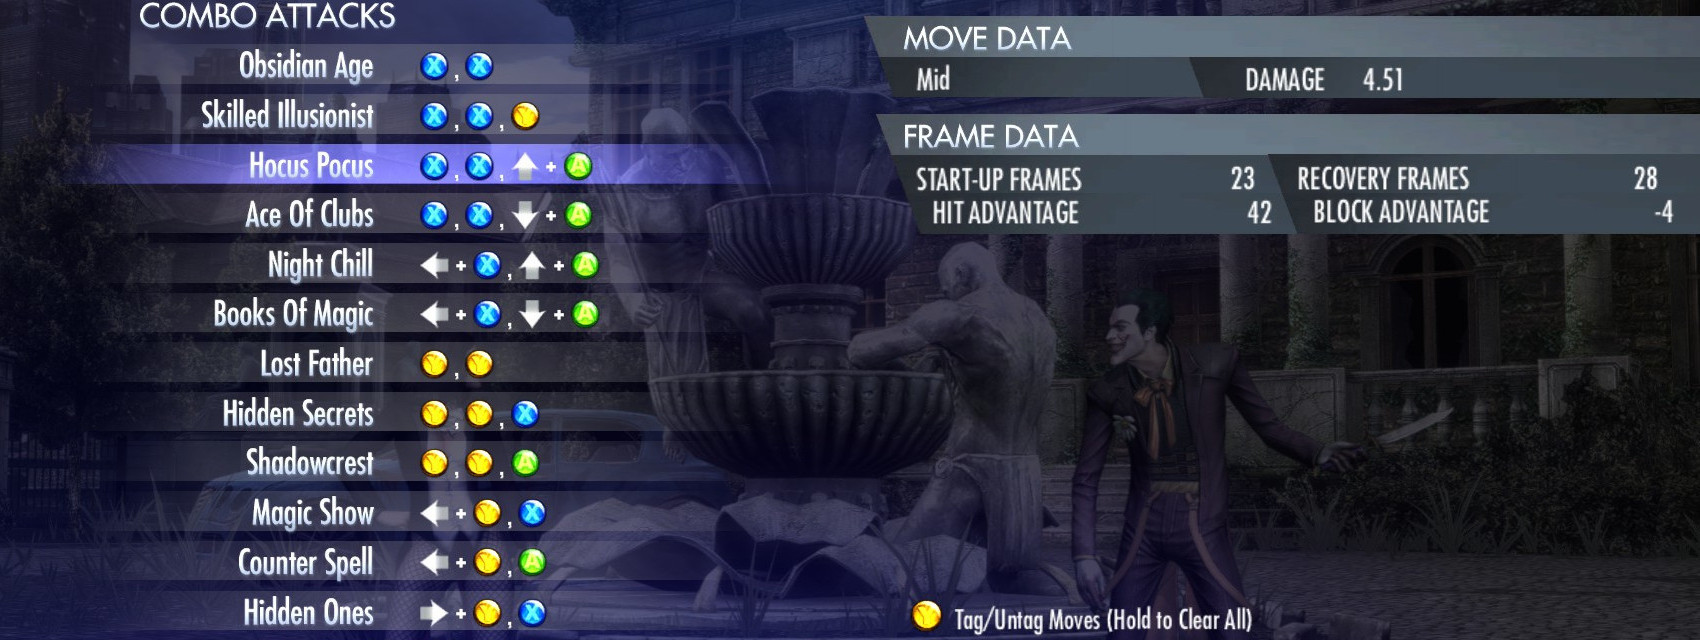 COMBO ATTACKS
Obsidian Age X , X
Skilled Illusionist X , X , Y
Hocus Pocus X , X , ⬆ + A
Ace Of Clubs X , X , ⬇ + A
Night Chill ⬅ + X , ⬆ + A
Books Of Magic ⬅ + X , ⬇ + A
Lost Father Y , Y
Hidden Secrets Y , Y , X
Shadowcrest Y , Y , A
Magic Show ⬅ + Y , X
Counter Spell ⬅ + Y , A
Hidden Ones ➡ + Y , X
MOVE DATA
Mid DAMAGE 4.51
FRAME DATA
START-UP FRAMES 23 RECOVERY FRAMES 28
HIT ADVANTAGE 42 BLOCK ADVANTAGE -4
Y Tag/Untag Moves (Hold to Clear All)